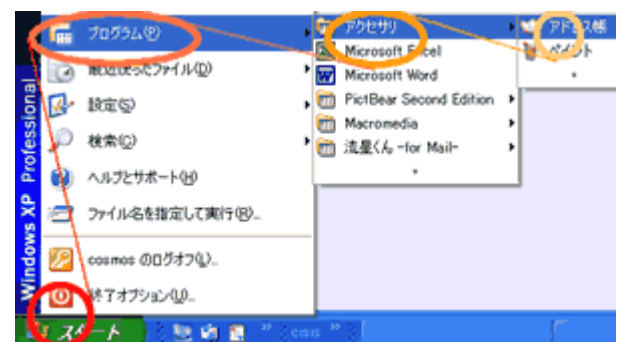 Windows XP Professional
プログラム(P)
最近使ったファイル(D)
設定(S)
検索(C)
ヘルプとサポート(H)
ファイル名を指定して実行(R)...
cosmos のログオフ(L)...
終了オプション(U)...
スタート
アクセサリ
Microsoft Excel
Microsoft Word
PictBear Second Edition
Macromedia
流星くん -for Mail-
アドレス帳
ペイント